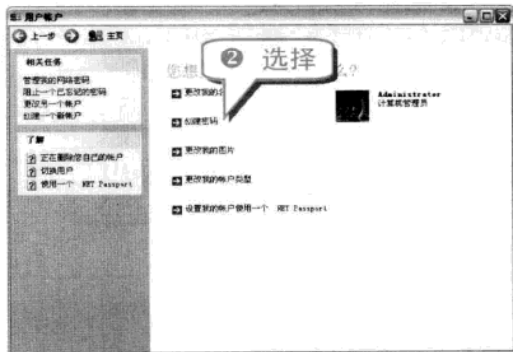 用户帐户
上一步 主页
相关任务
管理我的网络密码
阻止一个已忘记的密码
更改另一个帐户
创建一个新帐户
了解
正在删除您自己的帐户
切换用户
使用一个 .NET Passport
您想 么?
❷ 选择
更改我的
创建密码
更改我的图片
更改我的帐户类型
设置我的帐户使用一个 .NET Passport
Administrator
计算机管理员